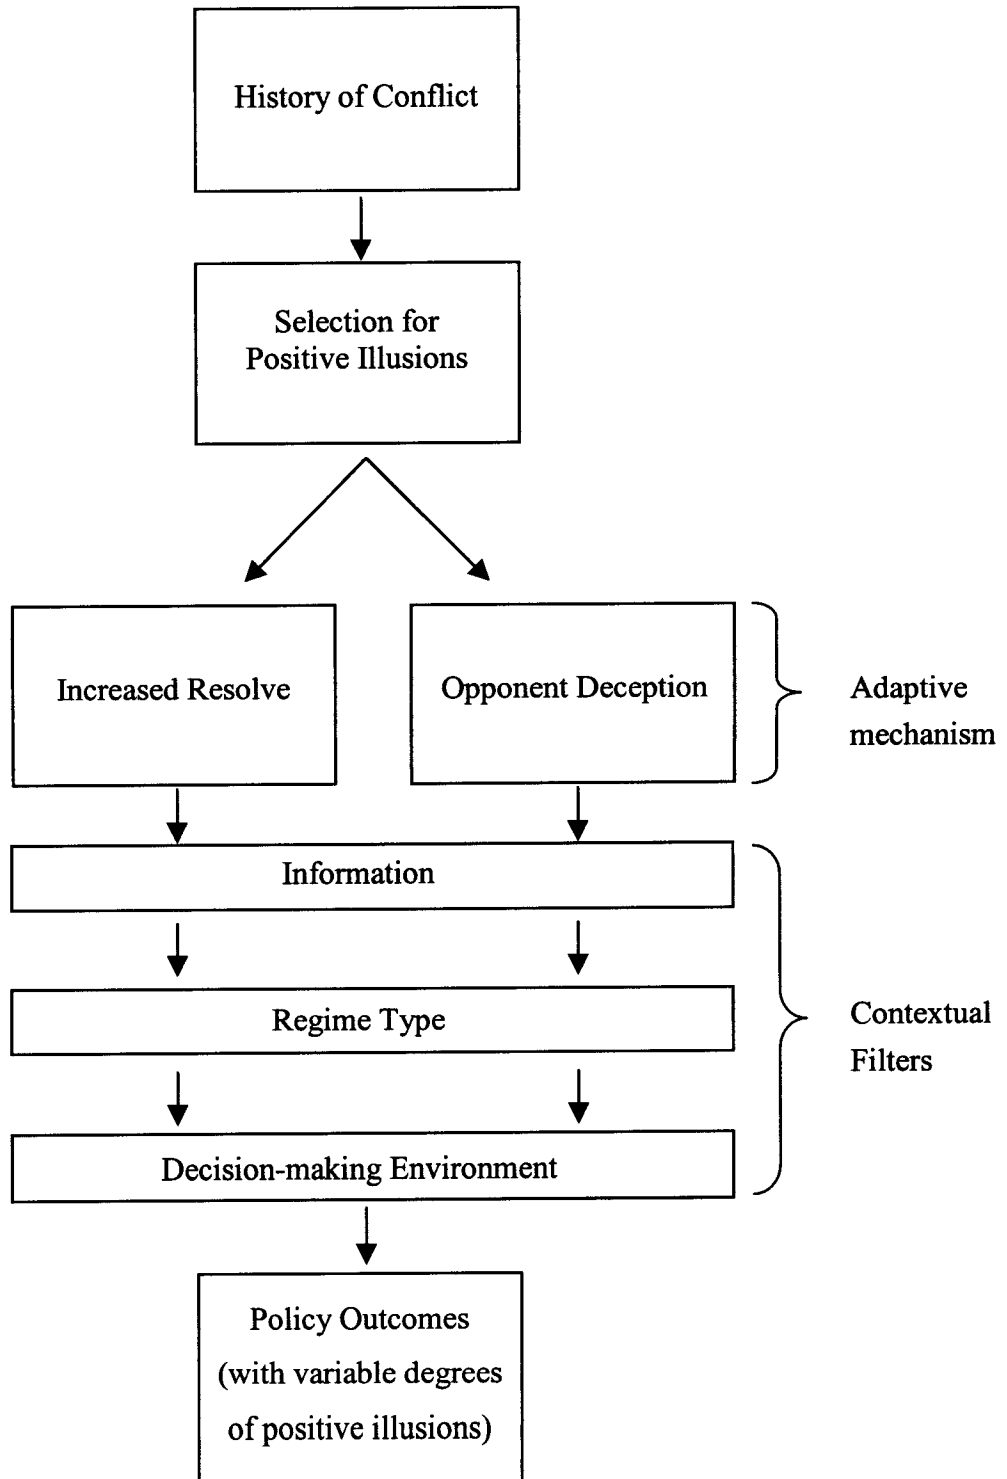 History of Conflict
Selection for
Positive Illusions
Increased Resolve
Opponent Deception
Adaptive
mechanism
Information
Regime Type
Contextual
Filters
Decision-making Environment
Policy Outcomes
(with variable degrees
of positive illusions)